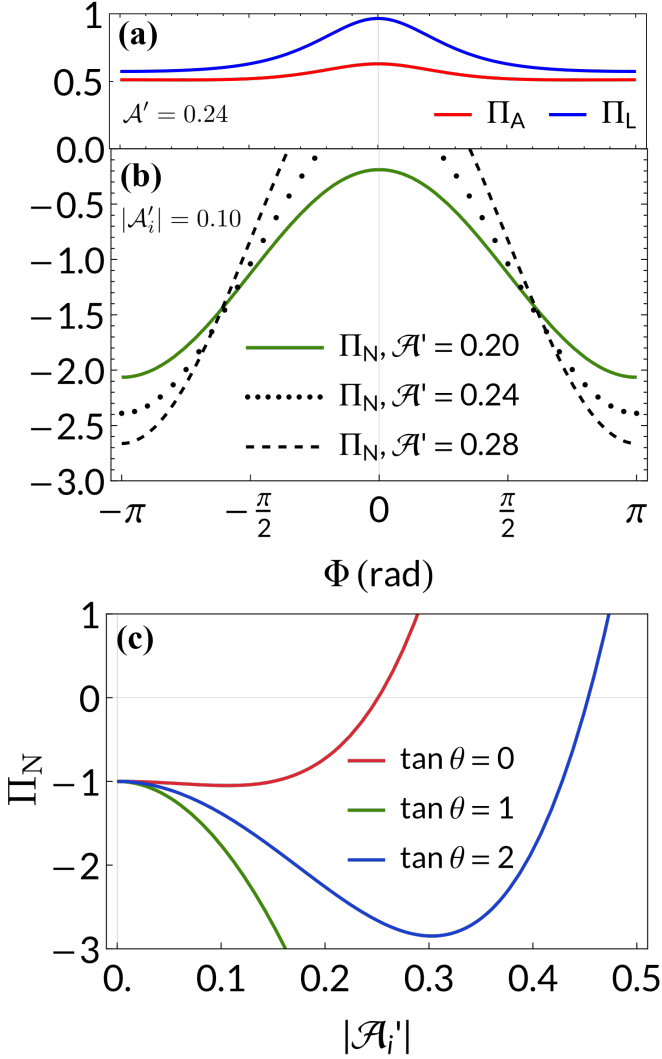 1
(a)
0.5
𝒜′ = 0.24
Π_A Π_L
0.0
(b)
−0.5
|𝒜′_i| = 0.10
−1.0
−1.5
Π_N, 𝒜' = 0.20
−2.0
Π_N, 𝒜' = 0.24
−2.5
Π_N, 𝒜' = 0.28
−3.0
−π −π/2 0 π/2 π
Φ (rad)
1
(c)
0
tan θ = 0
Π_N
−1
tan θ = 1
tan θ = 2
−2
−3
0. 0.1 0.2 0.3 0.4 0.5
|𝒜_i'|